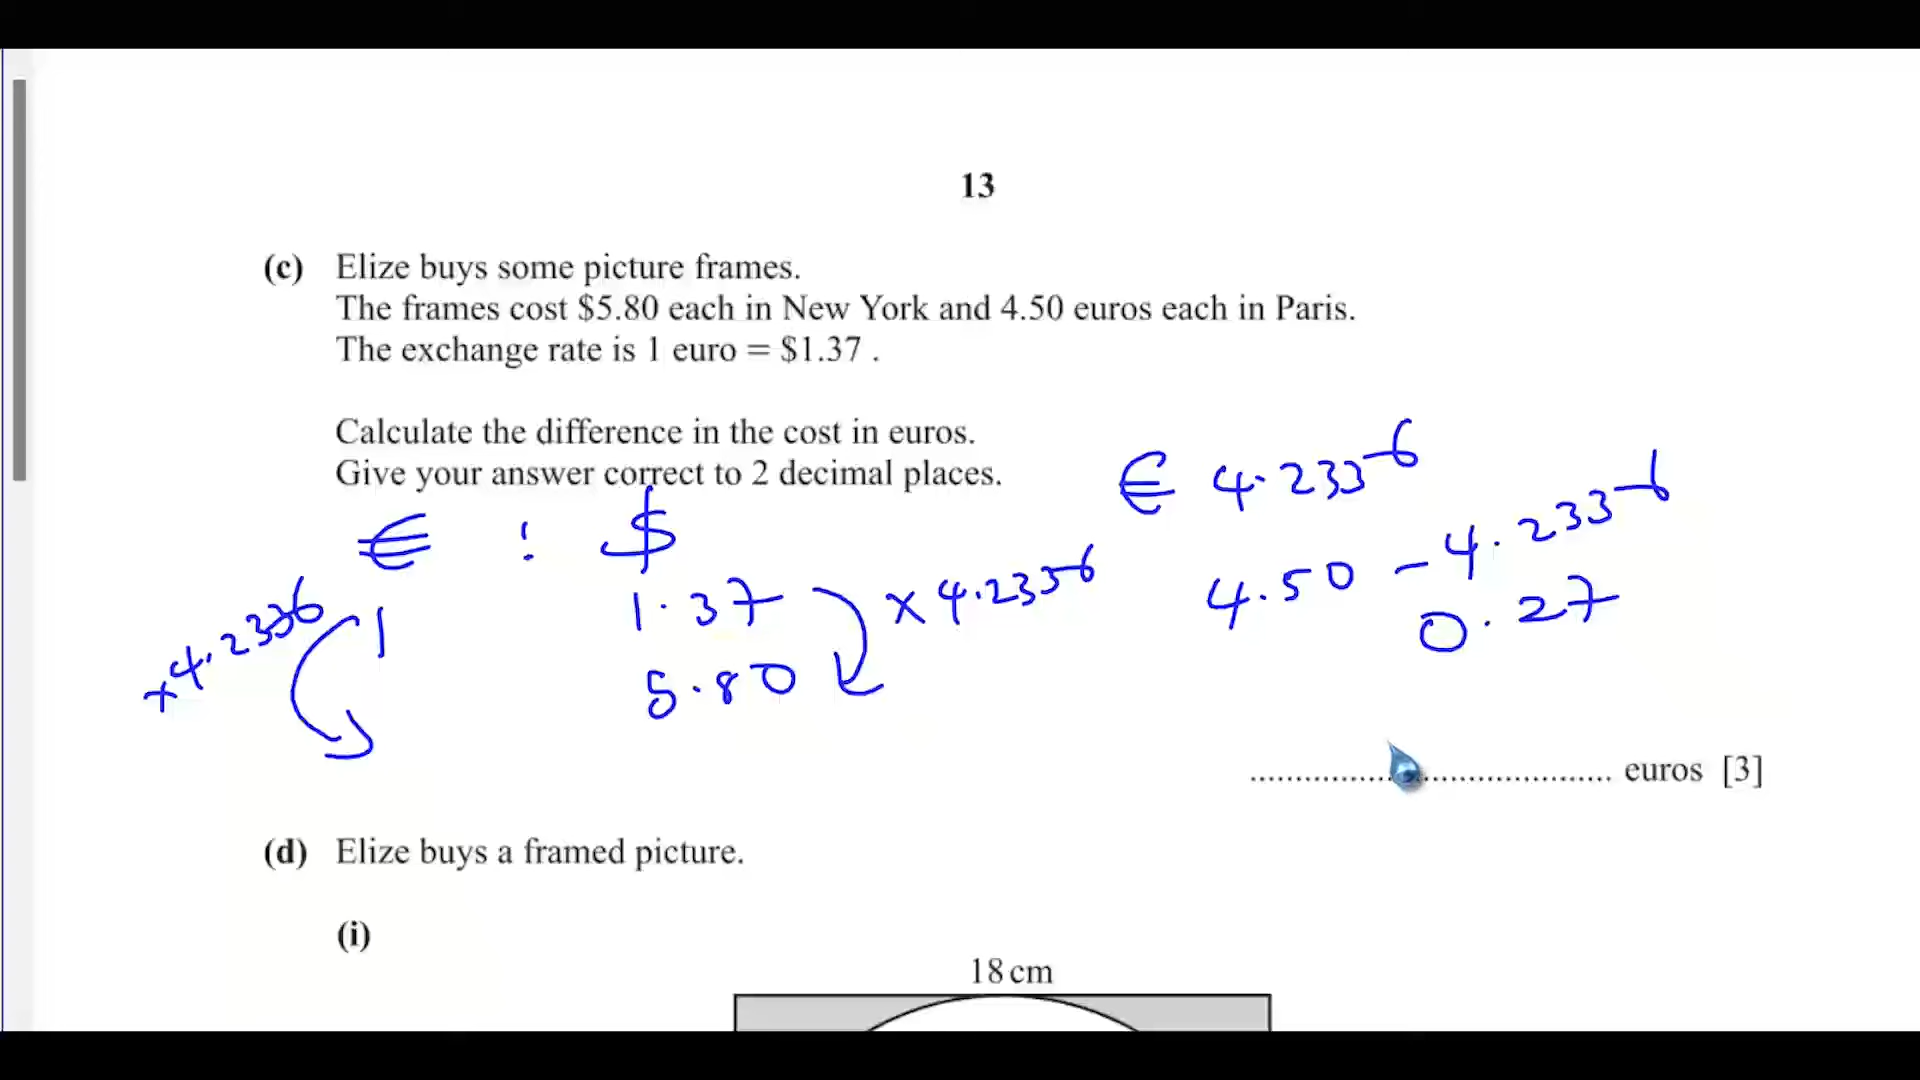 13
(c) Elize buys some picture frames.
The frames cost $5.80 each in New York and 4.50 euros each in Paris.
The exchange rate is 1 euro = $1.37 .
Calculate the difference in the cost in euros.
Give your answer correct to 2 decimal places.
€ 4.2336
€ : $
4.50 - 4.2336
x4.2336
1
1.37
x 4.2336
0.27
5.80
........................................ euros [3]
(d) Elize buys a framed picture.
(i)
18 cm